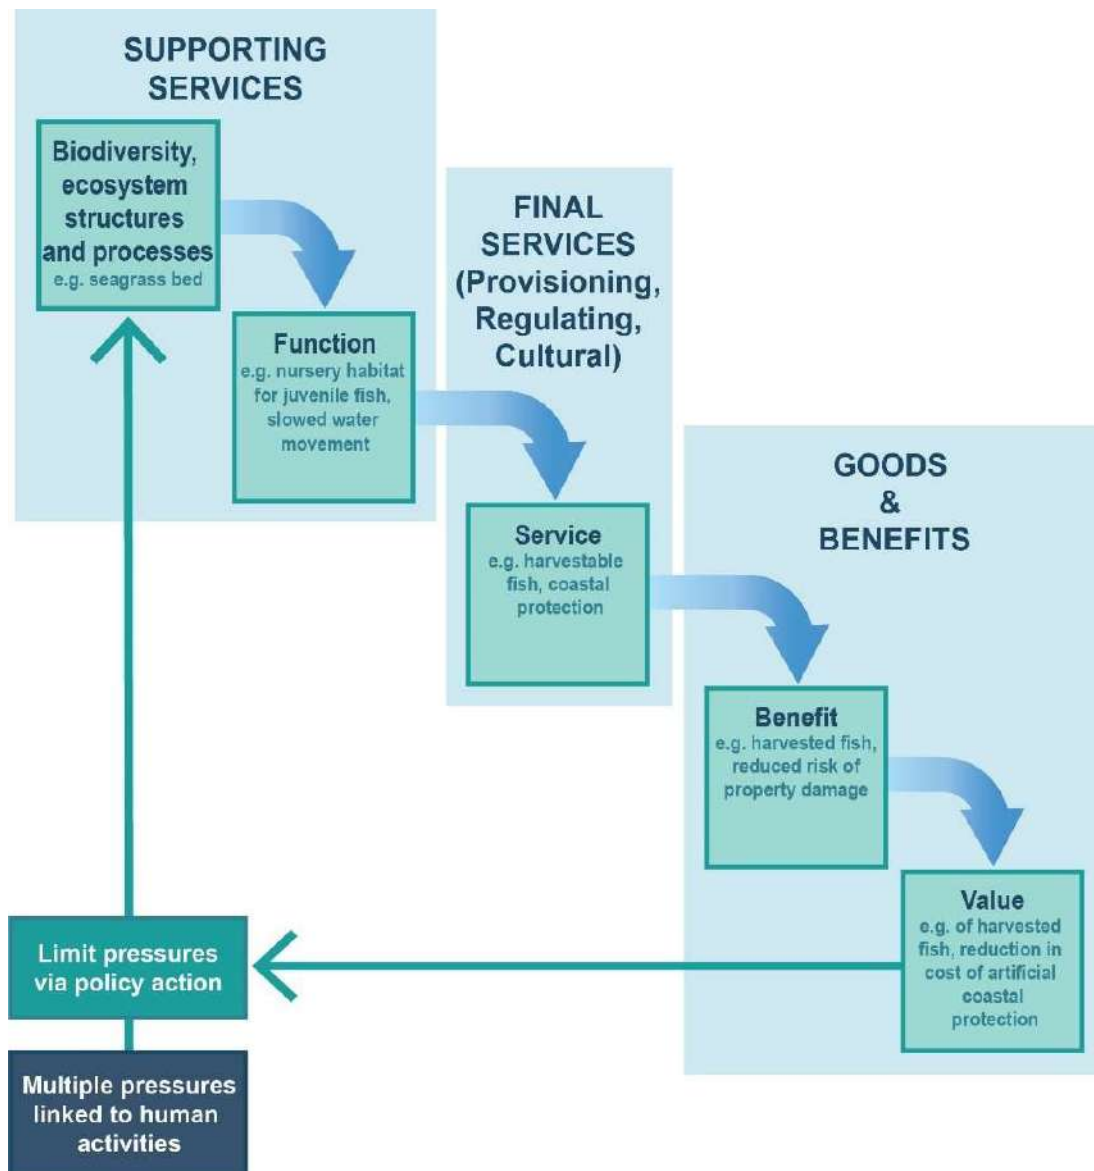 SUPPORTING
SERVICES
Biodiversity,
ecosystem
structures
and processes
e.g. seagrass bed
Function
e.g. nursery habitat
for juvenile fish,
slowed water
movement
FINAL
SERVICES
(Provisioning,
Regulating,
Cultural)
Service
e.g. harvestable
fish, coastal
protection
GOODS
&
BENEFITS
Benefit
e.g. harvested fish,
reduced risk of
property damage
Value
e.g. of harvested
fish, reduction in
cost of artificial
coastal
protection
Limit pressures
via policy action
Multiple pressures
linked to human
activities